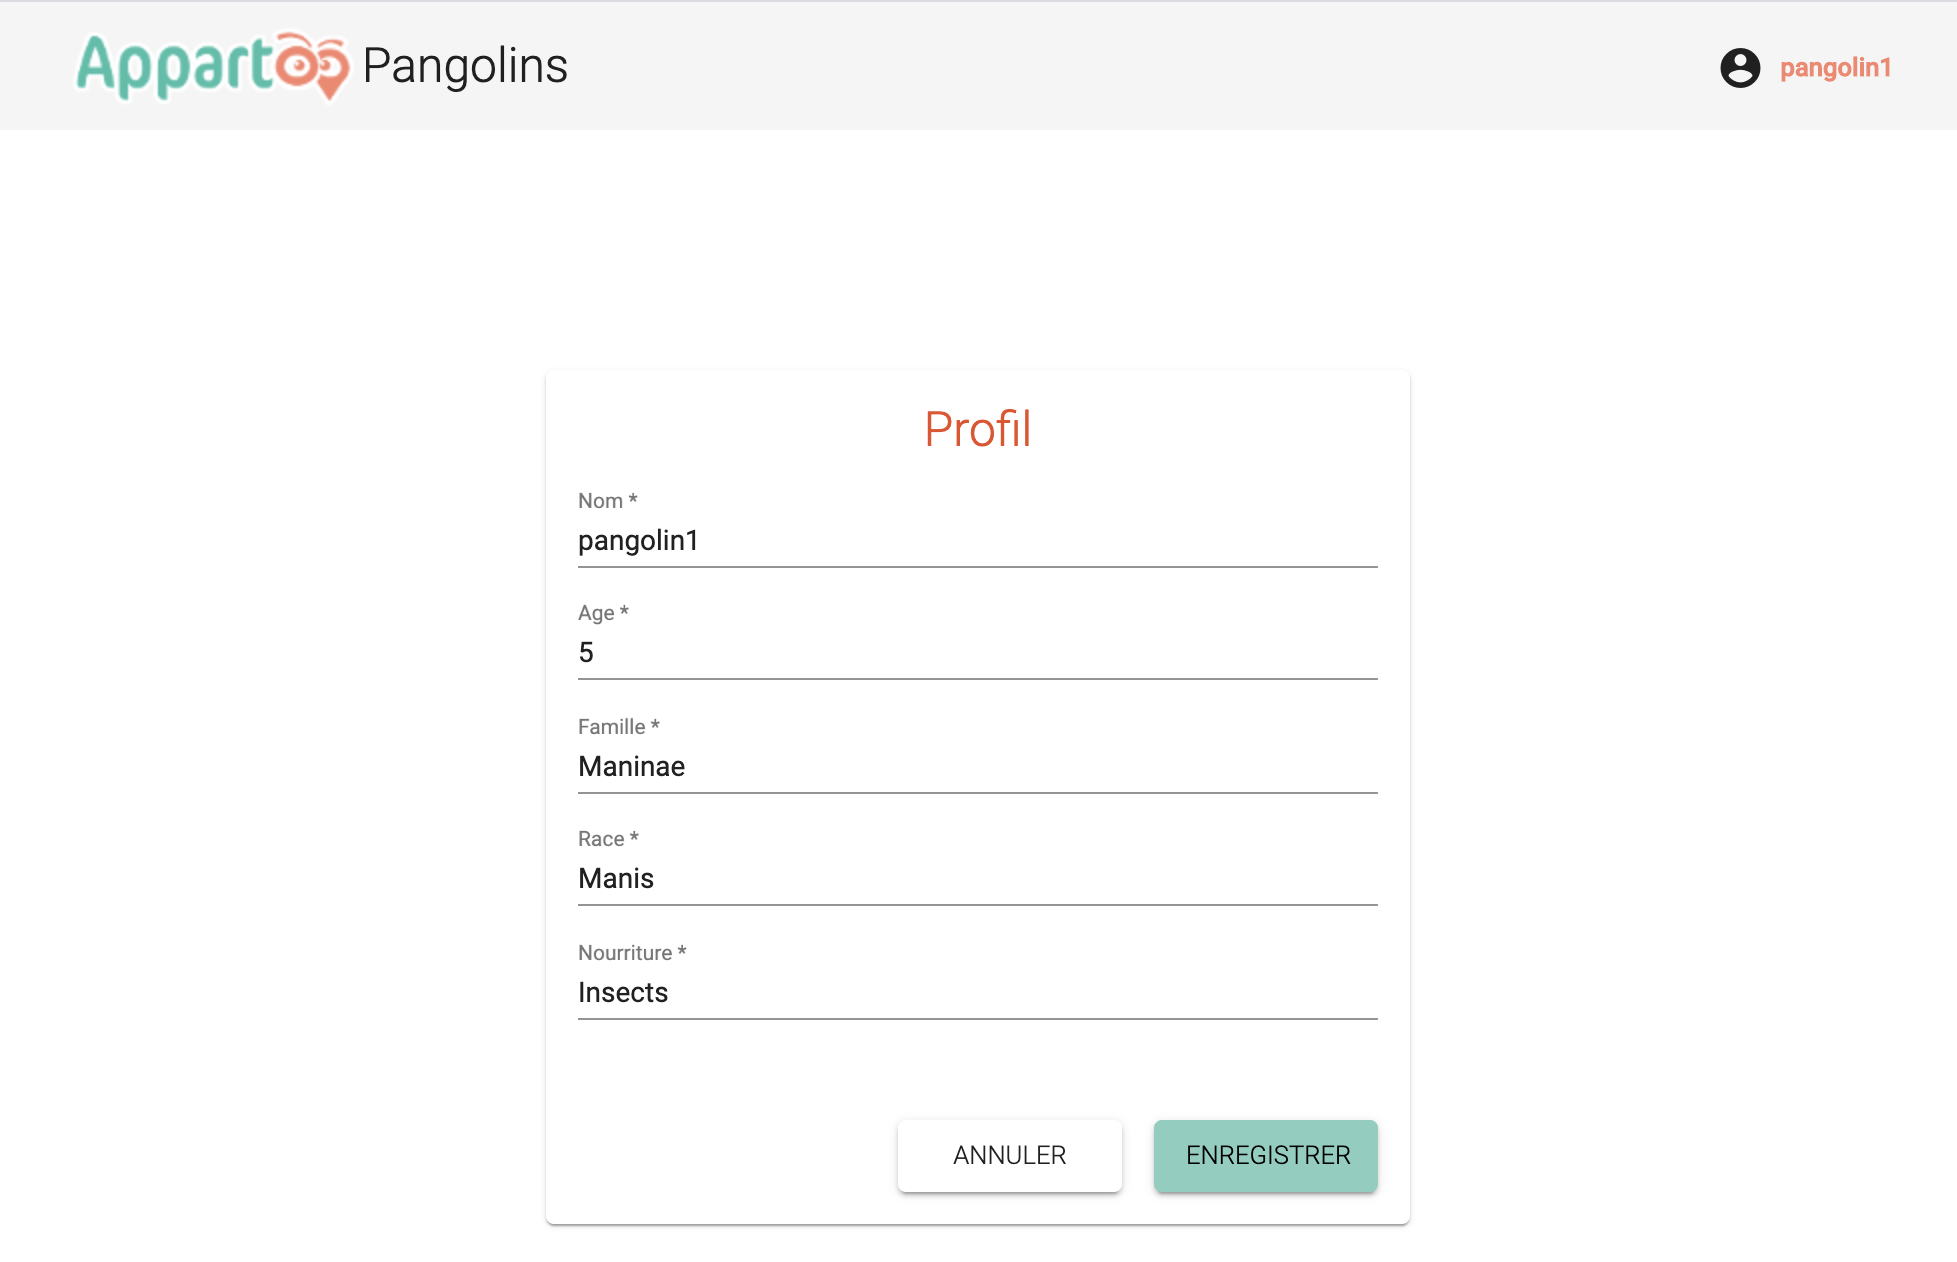 Appartoo Pangolins
pangolin1
Profil
Nom *
pangolin1
Age *
5
Famille *
Maninae
Race *
Manis
Nourriture *
Insects
ANNULER
ENREGISTRER